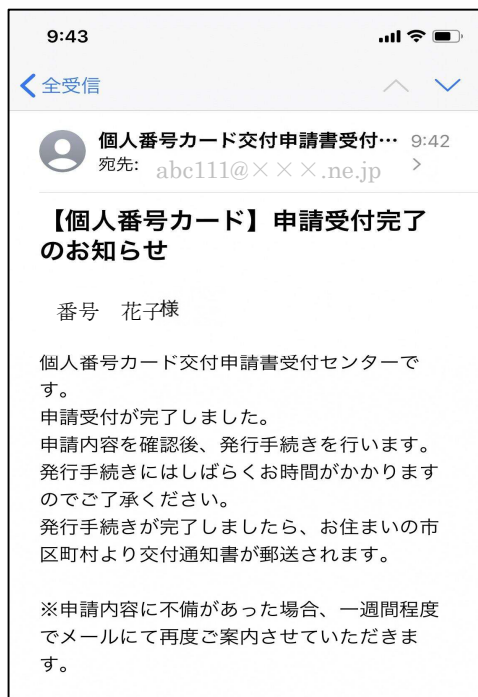 9:43
全受信
個人番号カード交付申請書受付… 9:42
宛先: abc111@×××.ne.jp
【個人番号カード】申請受付完了
のお知らせ
番号 花子様
個人番号カード交付申請書受付センターで
す。
申請受付が完了しました。
申請内容を確認後、発行手続きを行います。
発行手続きにはしばらくお時間がかかります
のでご了承ください。
発行手続きが完了しましたら、お住まいの市
区町村より交付通知書が郵送されます。
※申請内容に不備があった場合、一週間程度
でメールにて再度ご案内させていただきま
す。